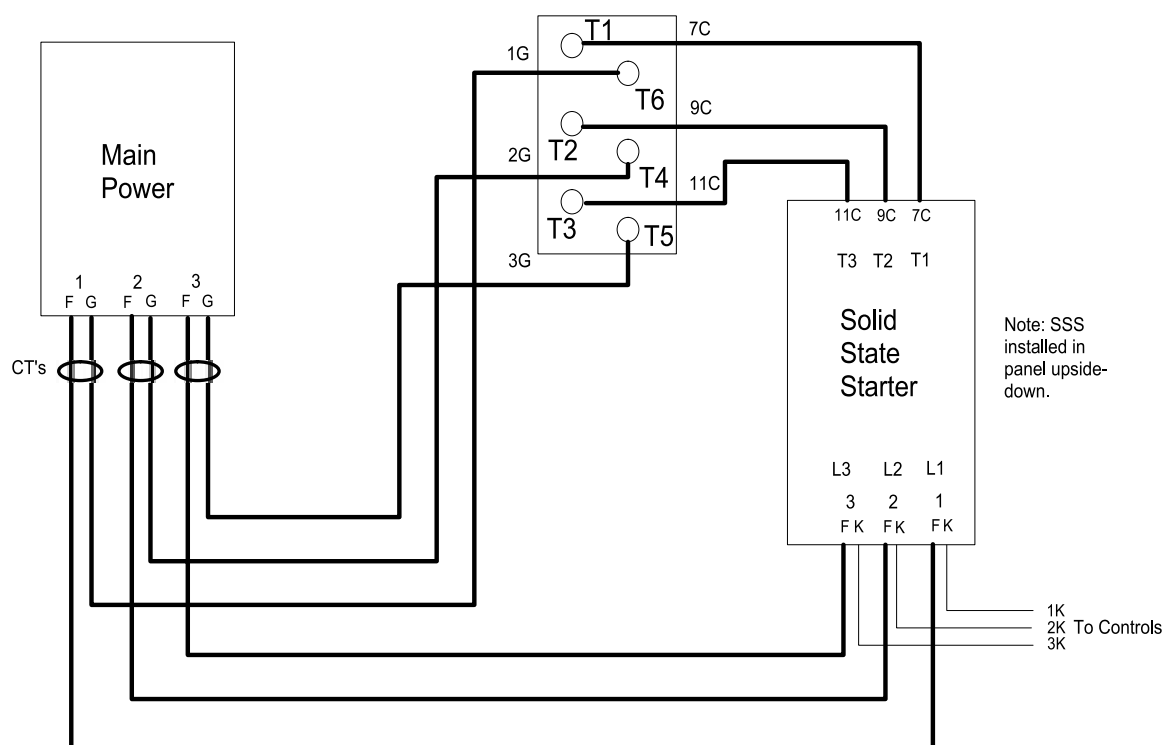 T1
7C
1G
T6
9C
T2
2G
T4
11C
T3
T5
3G
Main
Power
1 2 3
F G F G F G
CT's
11C 9C 7C
T3 T2 T1
Solid
State
Starter
Note: SSS
installed in
panel upside-
down.
L3 L2 L1
3 2 1
F K F K F K
1K
2K To Controls
3K